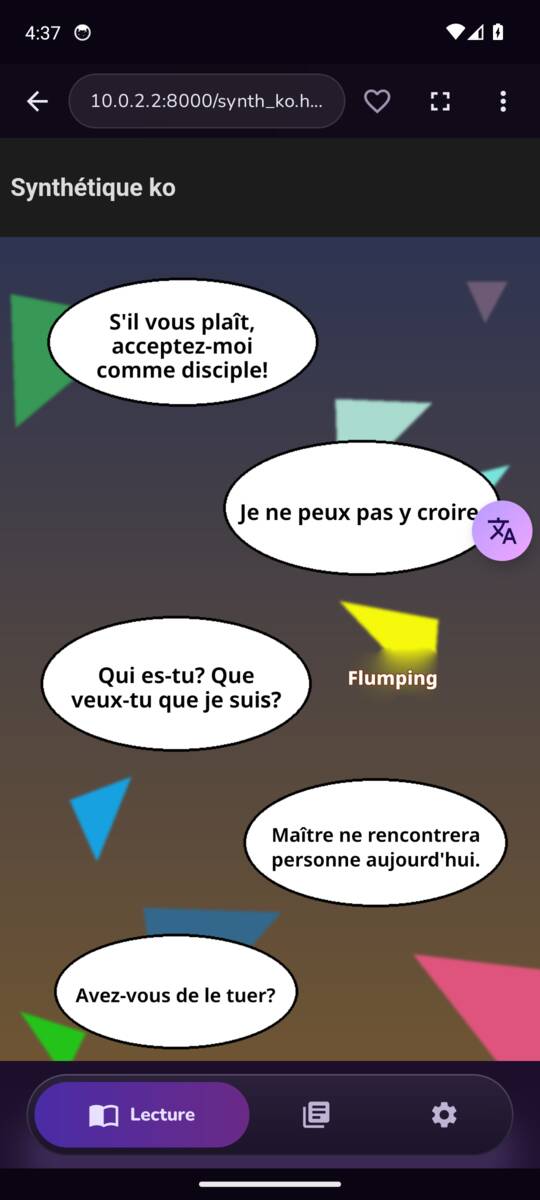 4:37
10.0.2.2:8000/synth_ko.h...
Synthétique ko
S'il vous plaît,
acceptez-moi
comme disciple!
Je ne peux pas y croire
Qui es-tu? Que
veux-tu que je suis?
Flumping
Maître ne rencontrera
personne aujourd'hui.
Avez-vous de le tuer?
Lecture